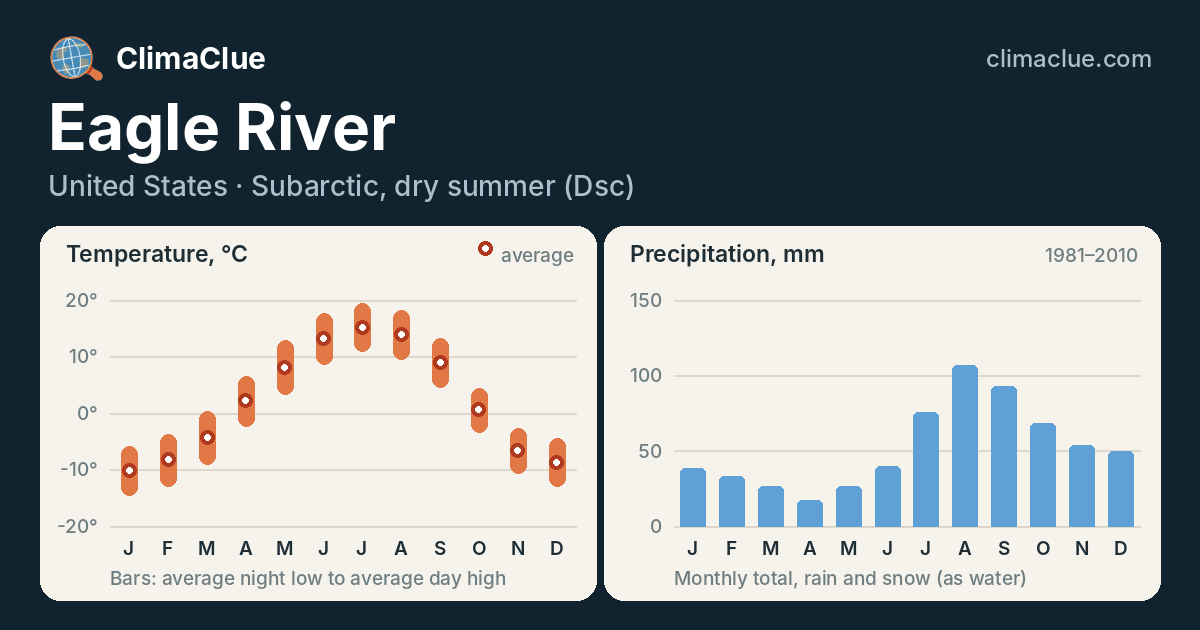 ClimaClue
climaclue.com
Eagle River
United States · Subarctic, dry summer (Dsc)
Temperature, °C
average
20°
10°
0°
-10°
-20°
J F M A M J J A S O N D
Bars: average night low to average day high
Precipitation, mm
1981–2010
150
100
50
0
J F M A M J J A S O N D
Monthly total, rain and snow (as water)